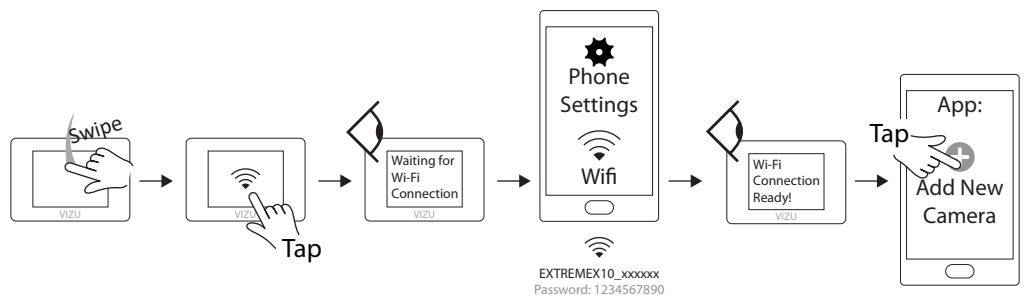 Swipe
VIZU
VIZU
Tap
Waiting for
Wi-Fi
Connection
VIZU
Phone
Settings
Wifi
EXTREMEX10_xxxxxx
Password: 1234567890
Wi-Fi
Connection
Ready!
VIZU
App:
Tap
Add New
Camera